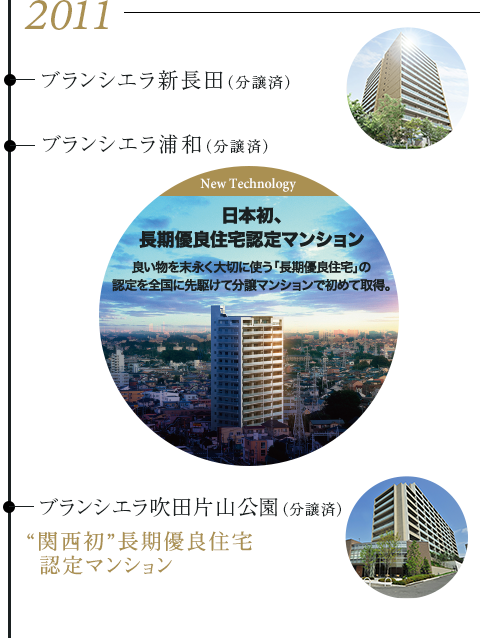 2011
ブランシエラ新長田（分譲済）
ブランシエラ浦和（分譲済）
New Technology
日本初、
長期優良住宅認定マンション
良い物を末永く大切に使う「長期優良住宅」の
認定を全国に先駆けて分譲マンションで初めて取得。
ブランシエラ吹田片山公園（分譲済）
“関西初”長期優良住宅
認定マンション